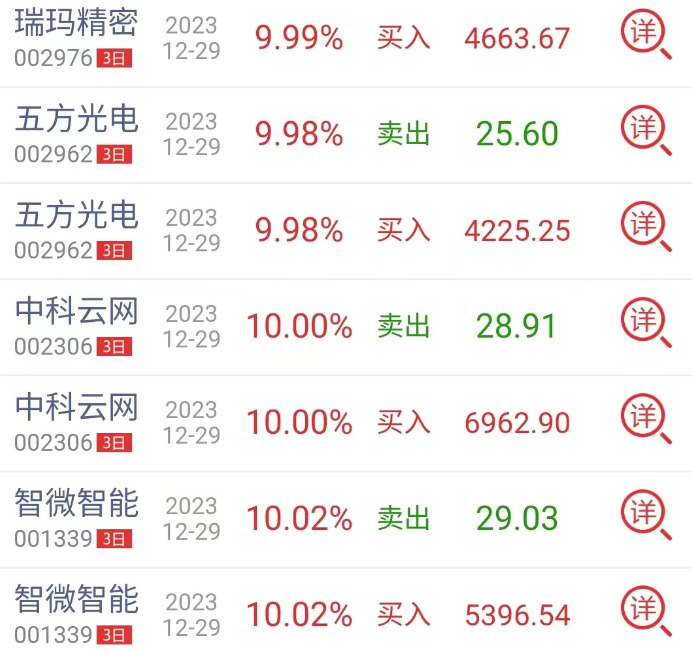 瑞玛精密 2023 9.99% 买入 4663.67 详
002976 3日 12-29
五方光电 2023 9.98% 卖出 25.60 详
002962 3日 12-29
五方光电 2023 9.98% 买入 4225.25 详
002962 3日 12-29
中科云网 2023 10.00% 卖出 28.91 详
002306 3日 12-29
中科云网 2023 10.00% 买入 6962.90 详
002306 3日 12-29
智微智能 2023 10.02% 卖出 29.03 详
001339 3日 12-29
智微智能 2023 10.02% 买入 5396.54 详
001339 3日 12-29